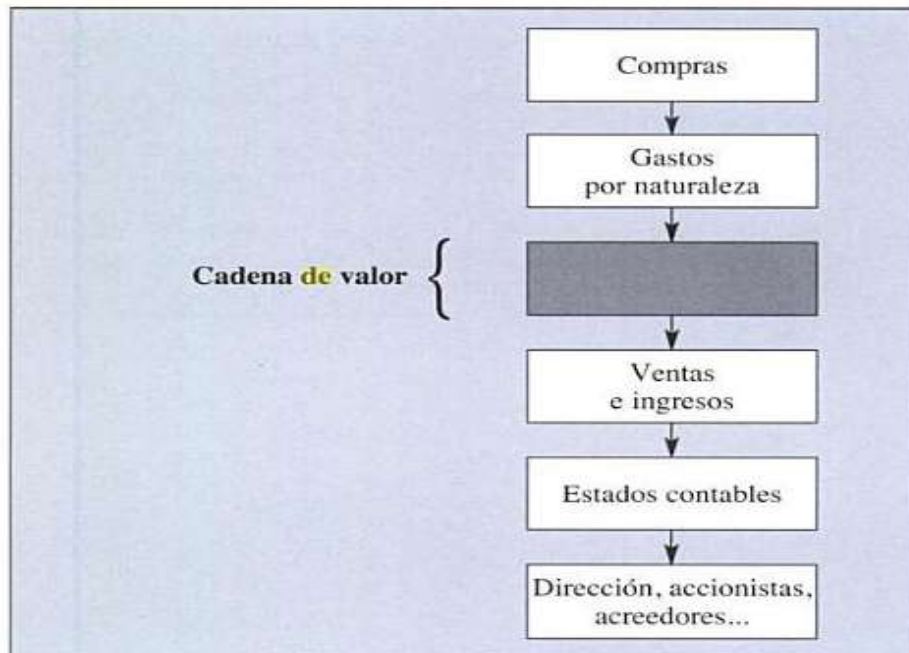 Compras
Gastos
por naturaleza
Cadena de valor {
Ventas
e ingresos
Estados contables
Dirección, accionistas,
acreedores...